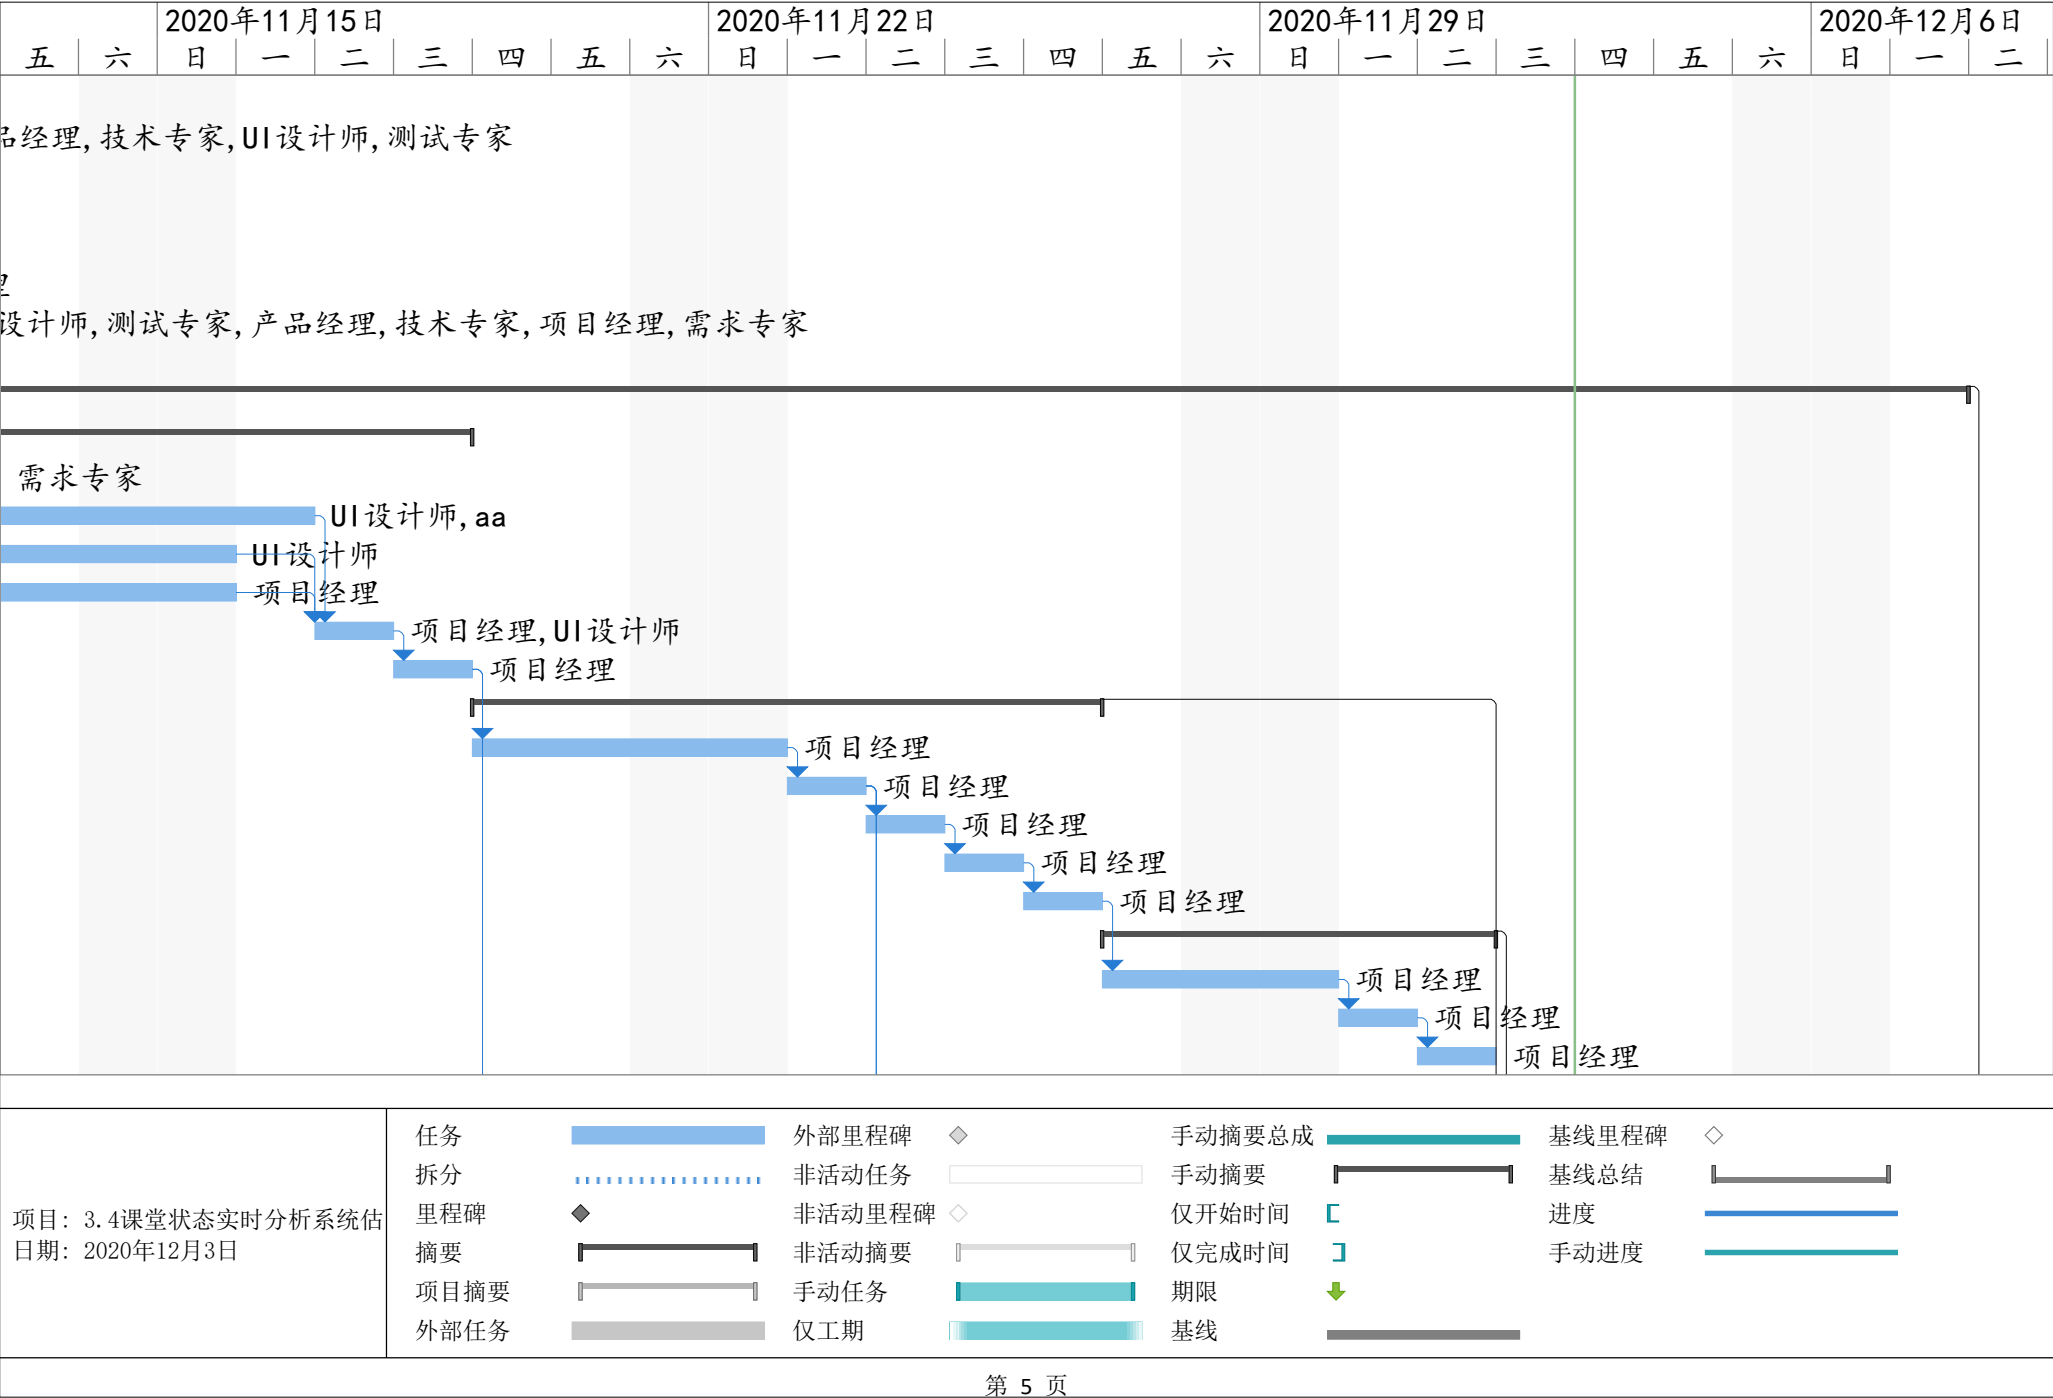 2020年11月15日 2020年11月22日 2020年11月29日 2020年12月6日
五 六 日 一 二 三 四 五 六 日 一 二 三 四 五 六 日 一 二 三 四 五 六 日 一 二
品经理,技术专家,UI设计师,测试专家
理
设计师,测试专家,产品经理,技术专家,项目经理,需求专家
需求专家
UI设计师,aa
UI设计师
项目经理
项目经理,UI设计师
项目经理
项目经理
项目经理
项目经理
项目经理
项目经理
项目经理
项目经理
项目经理
项目: 3.4课堂状态实时分析系统估
日期: 2020年12月3日
任务 外部里程碑 手动摘要总成 基线里程碑
拆分 非活动任务 手动摘要 基线总结
里程碑 非活动里程碑 仅开始时间 进度
摘要 非活动摘要 仅完成时间 手动进度
项目摘要 手动任务 期限
外部任务 仅工期 基线
第 5 页